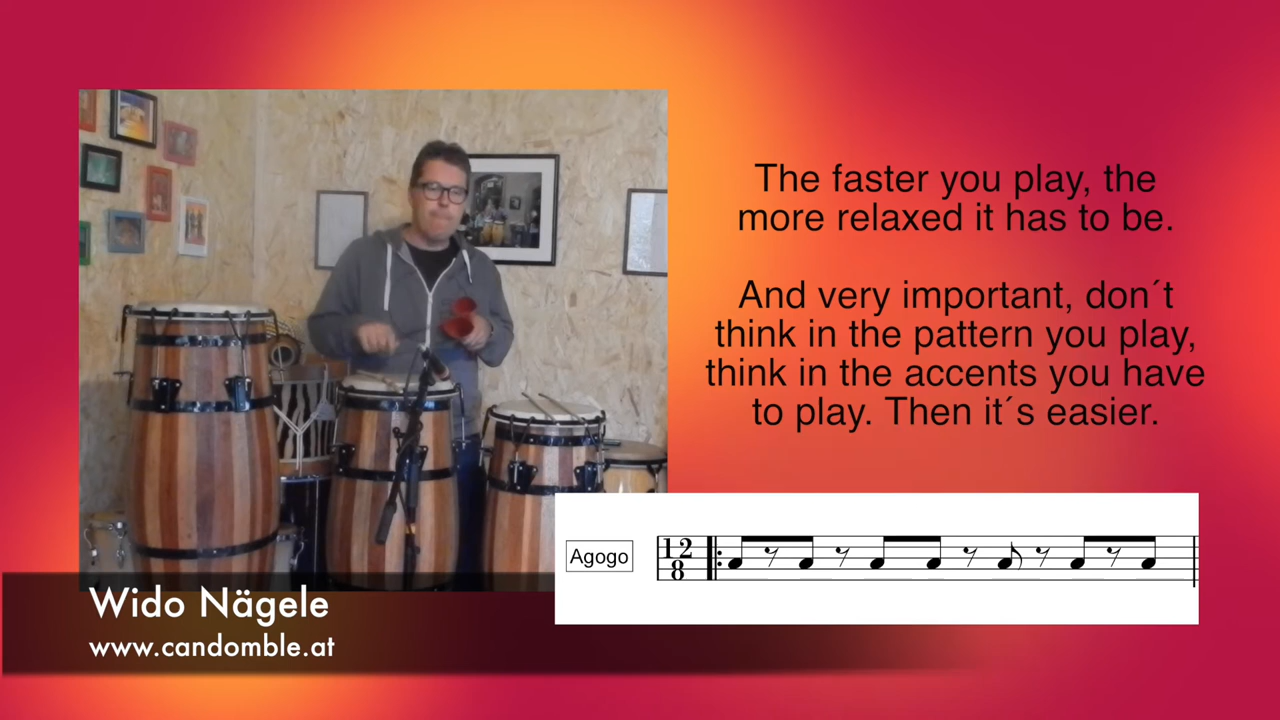 The faster you play, the
more relaxed it has to be.
And very important, don´t
think in the pattern you play,
think in the accents you have
to play. Then it´s easier.
Agogo
12
8
Wido Nägele
www.candomble.at